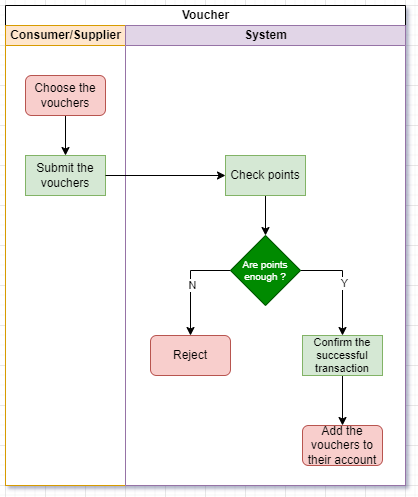 Voucher
Consumer/Supplier
System
Choose the
vouchers
Submit the
vouchers
Check points
Are points
enough ?
N
Y
Reject
Confirm the
successful
transaction
Add the
vouchers to
their account